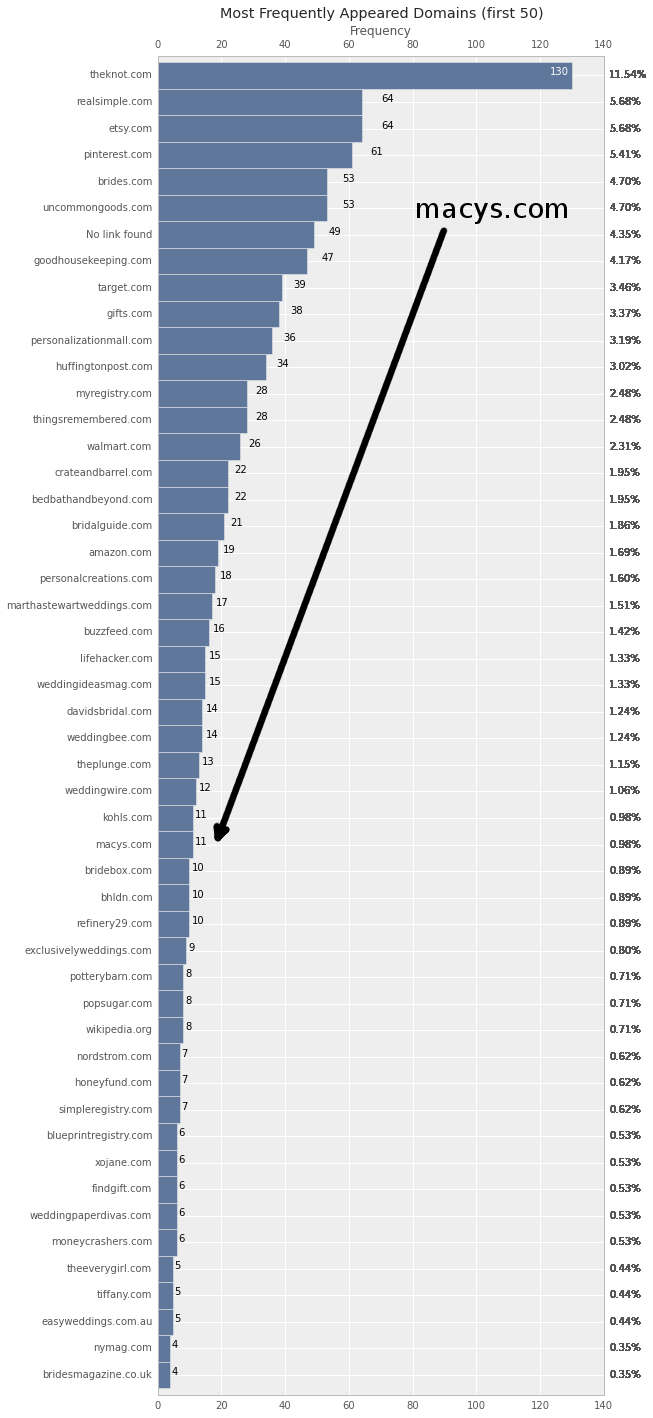 Most Frequently Appeared Domains (first 50)
Frequency
0 20 40 60 80 100 120 140
theknot.com 130 11.54%
realsimple.com 64 5.68%
etsy.com 64 5.68%
pinterest.com 61 5.41%
brides.com 53 4.70%
uncommongoods.com 53 macys.com 4.70%
No link found 49 4.35%
goodhousekeeping.com 47 4.17%
target.com 39 3.46%
gifts.com 38 3.37%
personalizationmall.com 36 3.19%
huffingtonpost.com 34 3.02%
myregistry.com 28 2.48%
thingsremembered.com 28 2.48%
walmart.com 26 2.31%
crateandbarrel.com 22 1.95%
bedbathandbeyond.com 22 1.95%
bridalguide.com 21 1.86%
amazon.com 19 1.69%
personalcreations.com 18 1.60%
marthastewartweddings.com 17 1.51%
buzzfeed.com 16 1.42%
lifehacker.com 15 1.33%
weddingideasmag.com 15 1.33%
davidsbridal.com 14 1.24%
weddingbee.com 14 1.24%
theplunge.com 13 1.15%
weddingwire.com 12 1.06%
kohls.com 11 0.98%
macys.com 11 0.98%
bridebox.com 10 0.89%
bhldn.com 10 0.89%
refinery29.com 10 0.89%
exclusivelyweddings.com 9 0.80%
potterybarn.com 8 0.71%
popsugar.com 8 0.71%
wikipedia.org 8 0.71%
nordstrom.com 7 0.62%
honeyfund.com 7 0.62%
simpleregistry.com 7 0.62%
blueprintregistry.com 6 0.53%
xojane.com 6 0.53%
findgift.com 6 0.53%
weddingpaperdivas.com 6 0.53%
moneycrashers.com 6 0.53%
theeverygirl.com 5 0.44%
tiffany.com 5 0.44%
easyweddings.com.au 5 0.44%
nymag.com 4 0.35%
bridesmagazine.co.uk 4 0.35%
0 20 40 60 80 100 120 140